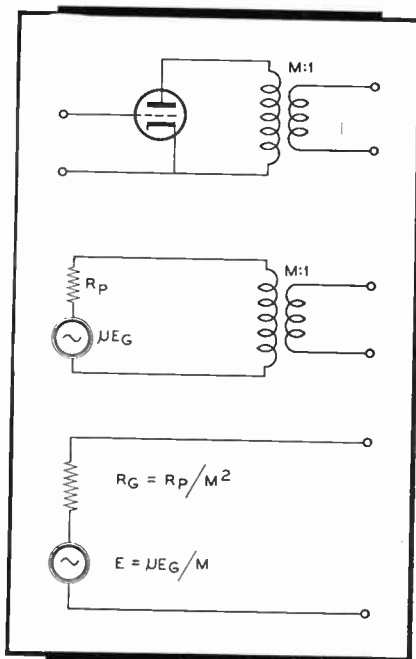 M:1
M:1
RP
μEG
RG = RP/M²
E = μEG/M